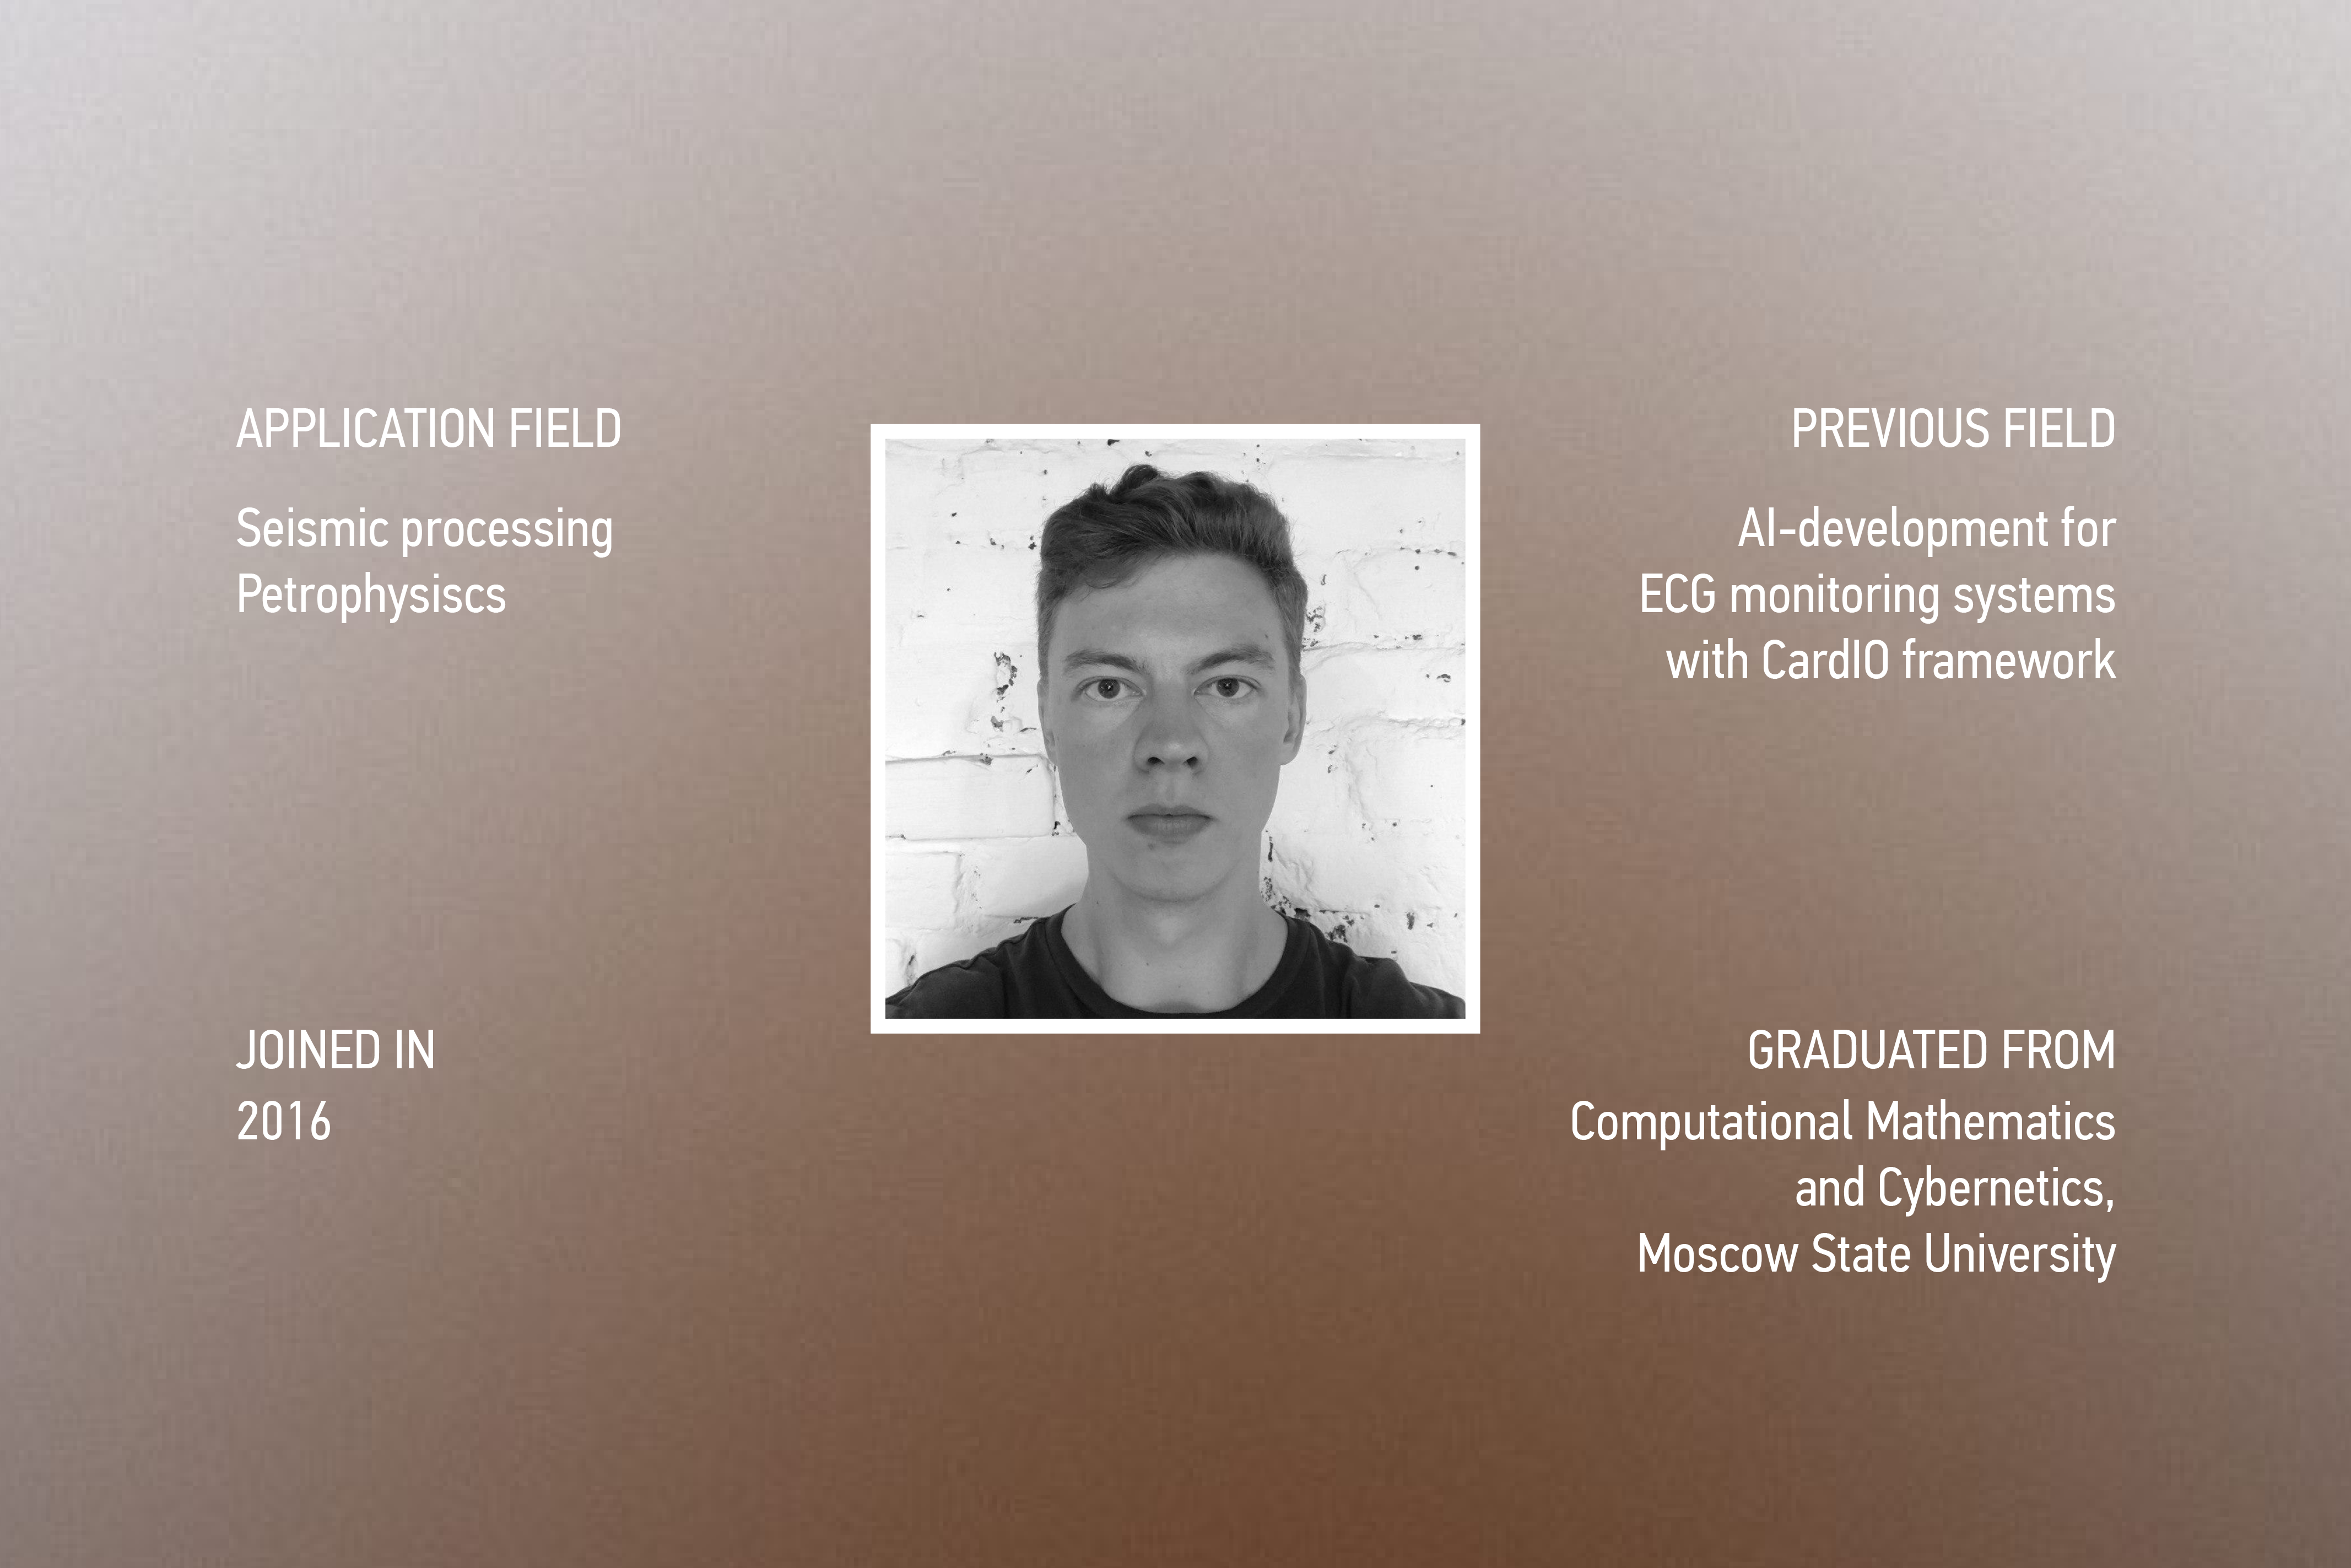 APPLICATION FIELD
Seismic processing
Petrophysiscs
PREVIOUS FIELD
AI-development for
ECG monitoring systems
with CardIO framework
JOINED IN
2016
GRADUATED FROM
Computational Mathematics
and Cybernetics,
Moscow State University